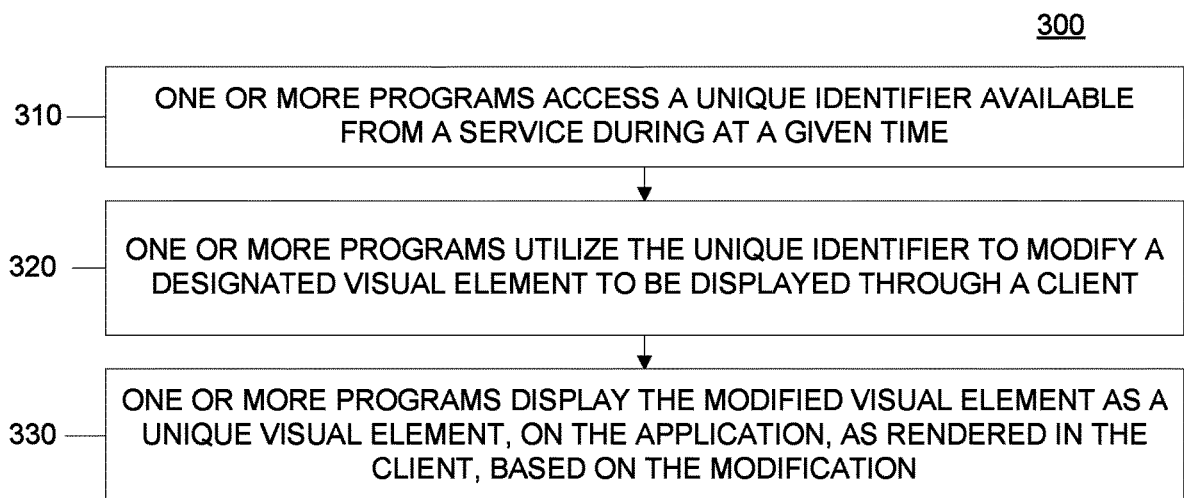 300
310
ONE OR MORE PROGRAMS ACCESS A UNIQUE IDENTIFIER AVAILABLE
FROM A SERVICE DURING AT A GIVEN TIME
320
ONE OR MORE PROGRAMS UTILIZE THE UNIQUE IDENTIFIER TO MODIFY A
DESIGNATED VISUAL ELEMENT TO BE DISPLAYED THROUGH A CLIENT
330
ONE OR MORE PROGRAMS DISPLAY THE MODIFIED VISUAL ELEMENT AS A
UNIQUE VISUAL ELEMENT, ON THE APPLICATION, AS RENDERED IN THE
CLIENT, BASED ON THE MODIFICATION